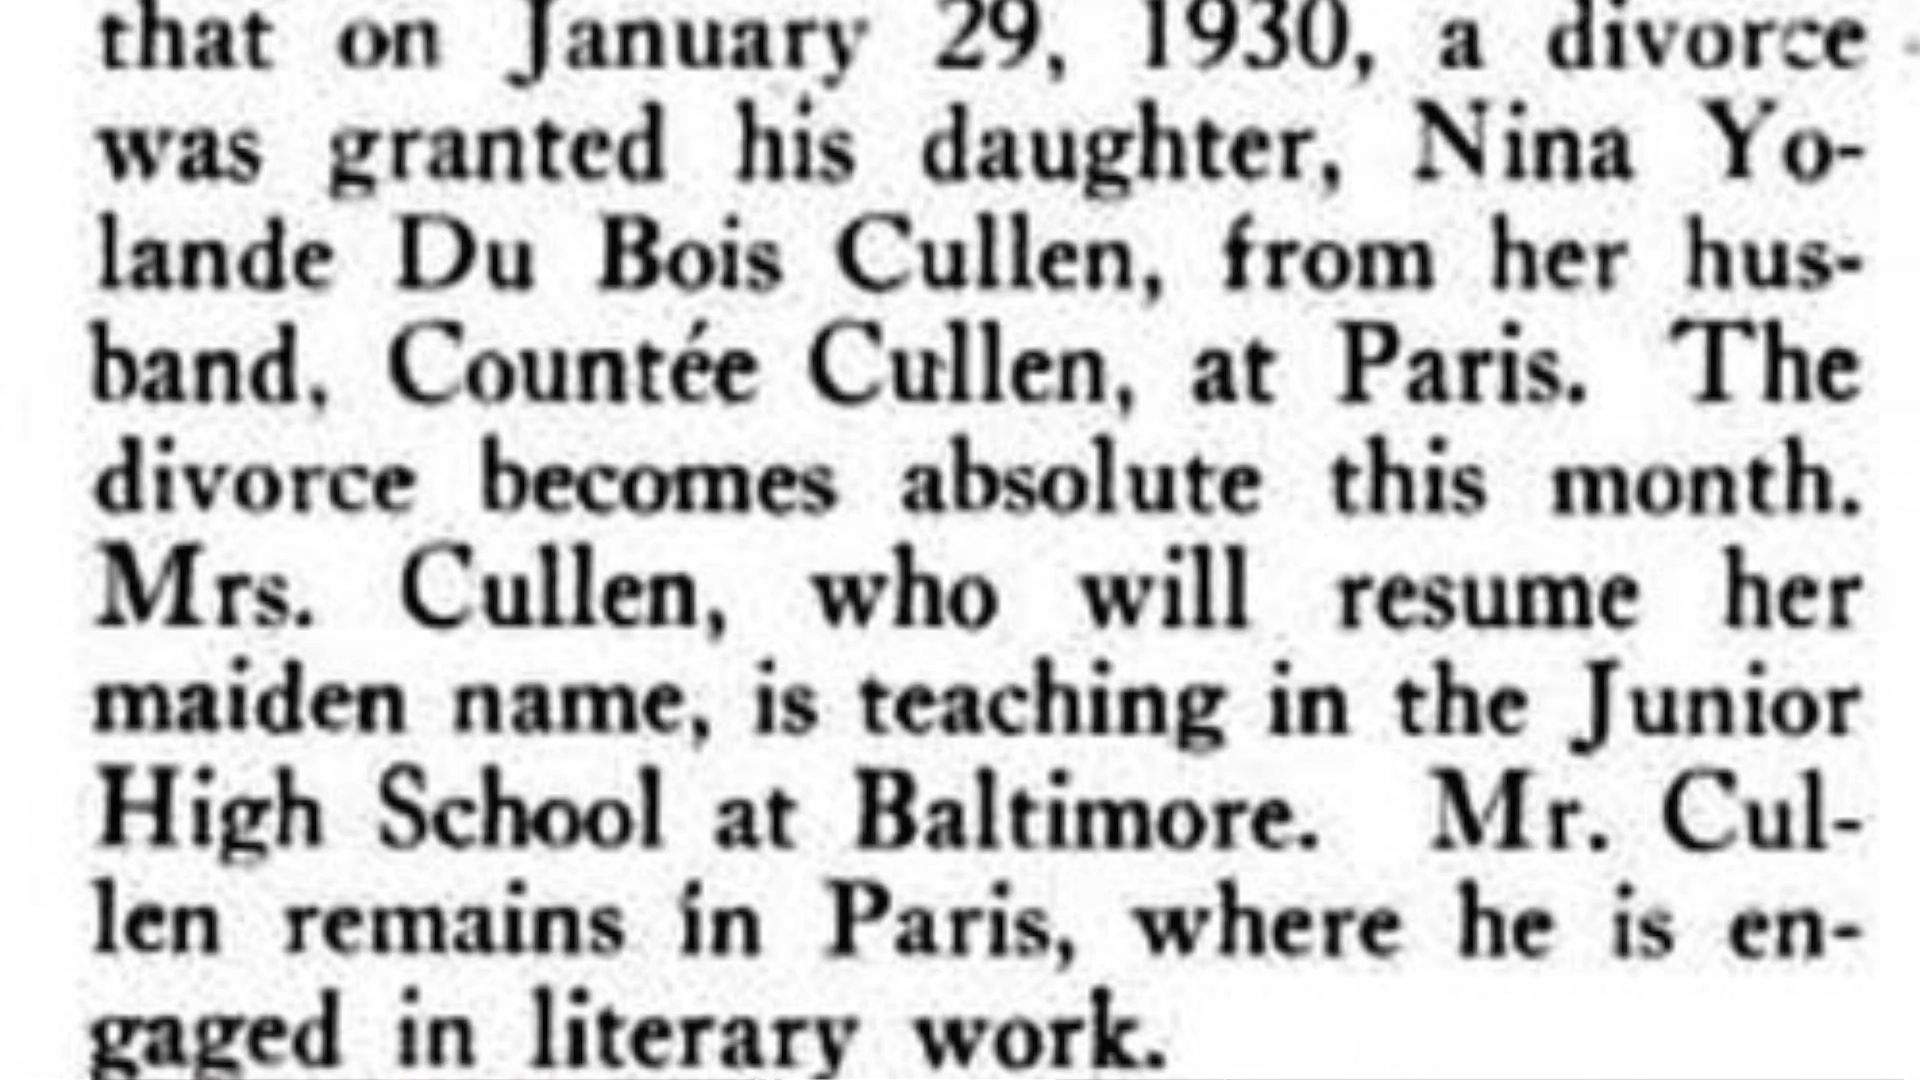 that on January 29, 1930, a divorce
was granted his daughter, Nina Yo-
lande Du Bois Cullen, from her hus-
band, Countée Cullen, at Paris. The
divorce becomes absolute this month.
Mrs. Cullen, who will resume her
maiden name, is teaching in the Junior
High School at Baltimore. Mr. Cul-
len remains in Paris, where he is en-
gaged in literary work.